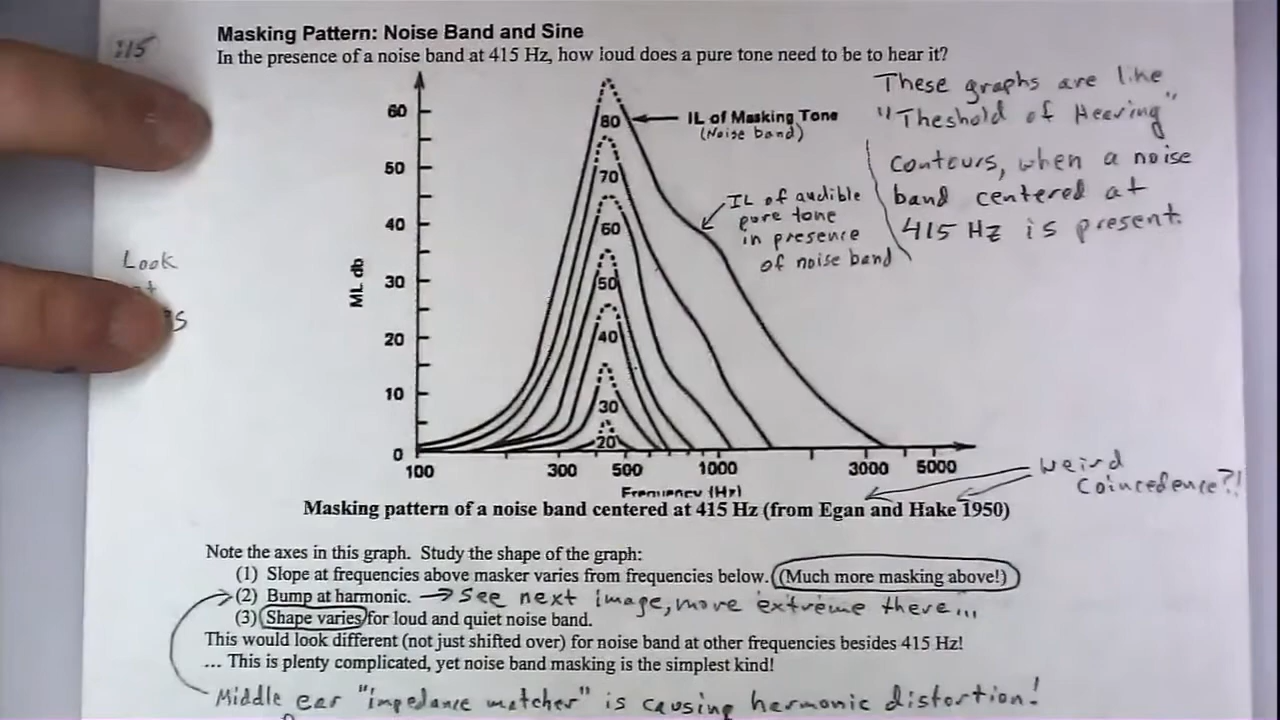 Masking Pattern: Noise Band and Sine
In the presence of a noise band at 415 Hz, how loud does a pure tone need to be to hear it?
These graphs are like
"Theshold of Hearing"
contours, when a noise
band centered at
415 Hz is present.
IL of Masking Tone
(Noise band)
IL of audible
pure tone
in presence
of noise band
Look
ML db
60
50
40
30
20
10
0
80
70
60
50
40
30
20
100
300
500
1000
3000
5000
Frequency (Hz)
Weird
Coincedence?!
Masking pattern of a noise band centered at 415 Hz (from Egan and Hake 1950)
Note the axes in this graph. Study the shape of the graph:
(1) Slope at frequencies above masker varies from frequencies below. (Much more masking above!)
(2) Bump at harmonic. → See next image, more extreme there...
(3) Shape varies for loud and quiet noise band.
This would look different (not just shifted over) for noise band at other frequencies besides 415 Hz!
... This is plenty complicated, yet noise band masking is the simplest kind!
Middle ear "impedance matcher" is causing harmonic distortion!